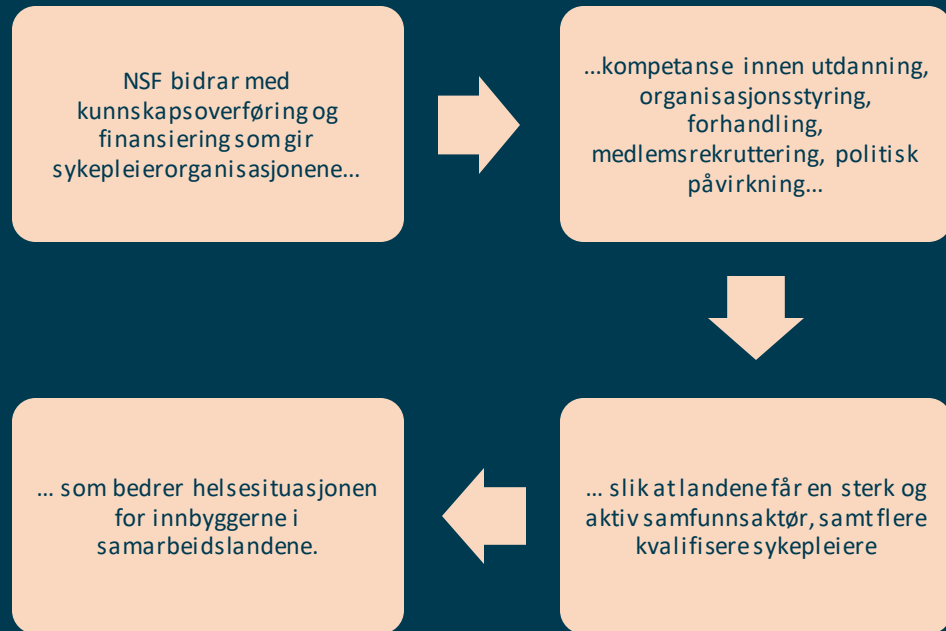 NSF bidrar med
kunnskapsoverføring og
finansiering som gir
sykepleierorganisasjonene...
...kompetanse innen utdanning,
organisasjonsstyring,
forhandling,
medlemsrekruttering, politisk
påvirkning...
... slik at landene får en sterk og
aktiv samfunnsaktør, samt flere
kvalifisere sykepleiere
... som bedrer helsesituasjonen
for innbyggerne i
samarbeidslandene.